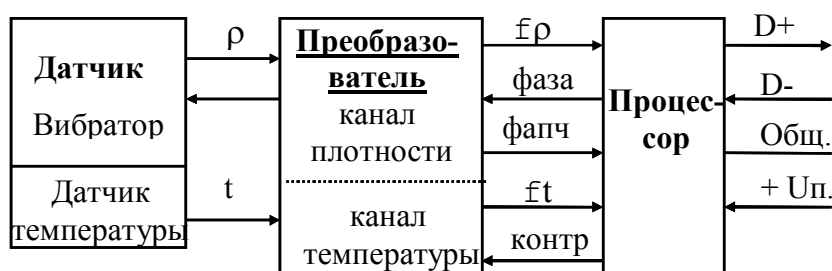 Датчик
Вибратор
Датчик
температуры
ρ
t
Преобразо-
ватель
канал
плотности
канал
температуры
fρ
фаза
фапч
ft
контр
Процес-
сор
D+
D-
Общ.
+ Uп.